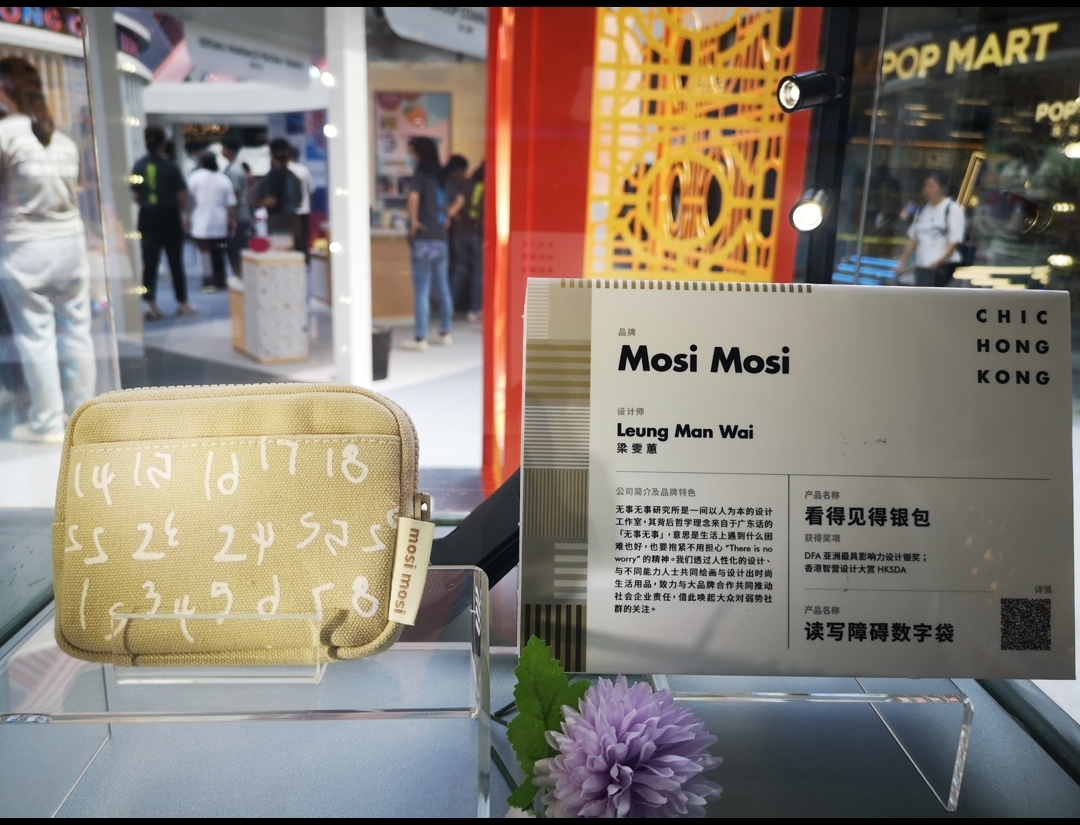 POP MART
CHIC
HONG
KONG
品牌
Mosi Mosi
设计师
Leung Man Wai
梁雯蕙
公司简介及品牌特色
无事无事研究所是一间以人为本的设计
工作室，其背后哲学理念来自于广东话的
「无事无事」，意思是生活上遇到什么困
难也好，也要抱紧不用担心 “There is no
worry” 的精神。我们透过人性化的设计、
与不同能力人士共同绘画与设计出时尚
生活用品，致力与大品牌合作共同推动
社会企业责任，借此唤起大众对弱势社
群的关注。
产品名称
看得见得银包
获得奖项
DFA 亚洲最具影响力设计银奖；
香港智营设计大赏 HKSDA
详情
产品名称
读写障碍数字袋
14 15 16 17 18
mosi mosi